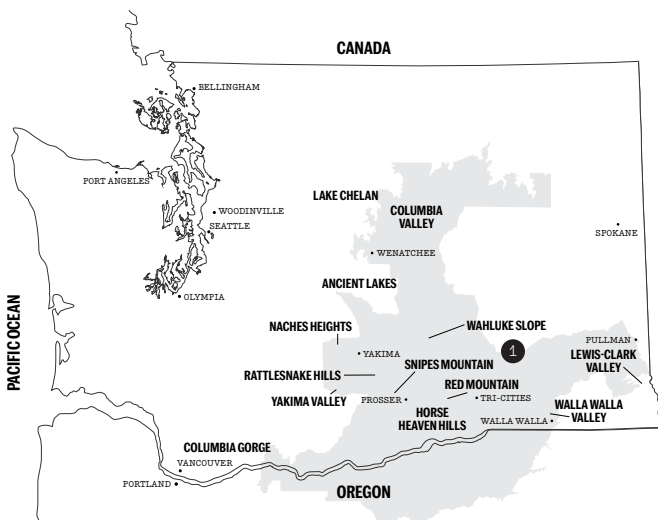 CANADA
BELLINGHAM
PORT ANGELES
LAKE CHELAN
COLUMBIA
VALLEY
WOODINVILLE
SEATTLE
SPOKANE
WENATCHEE
ANCIENT LAKES
OLYMPIA
PACIFIC OCEAN
NACHES HEIGHTS
WAHLUKE SLOPE
PULLMAN
1
YAKIMA
LEWIS-CLARK
VALLEY
SNIPES MOUNTAIN
RATTLESNAKE HILLS
RED MOUNTAIN
YAKIMA VALLEY
PROSSER
TRI-CITIES
WALLA WALLA
VALLEY
HORSE
HEAVEN HILLS
WALLA WALLA
COLUMBIA GORGE
VANCOUVER
PORTLAND
OREGON